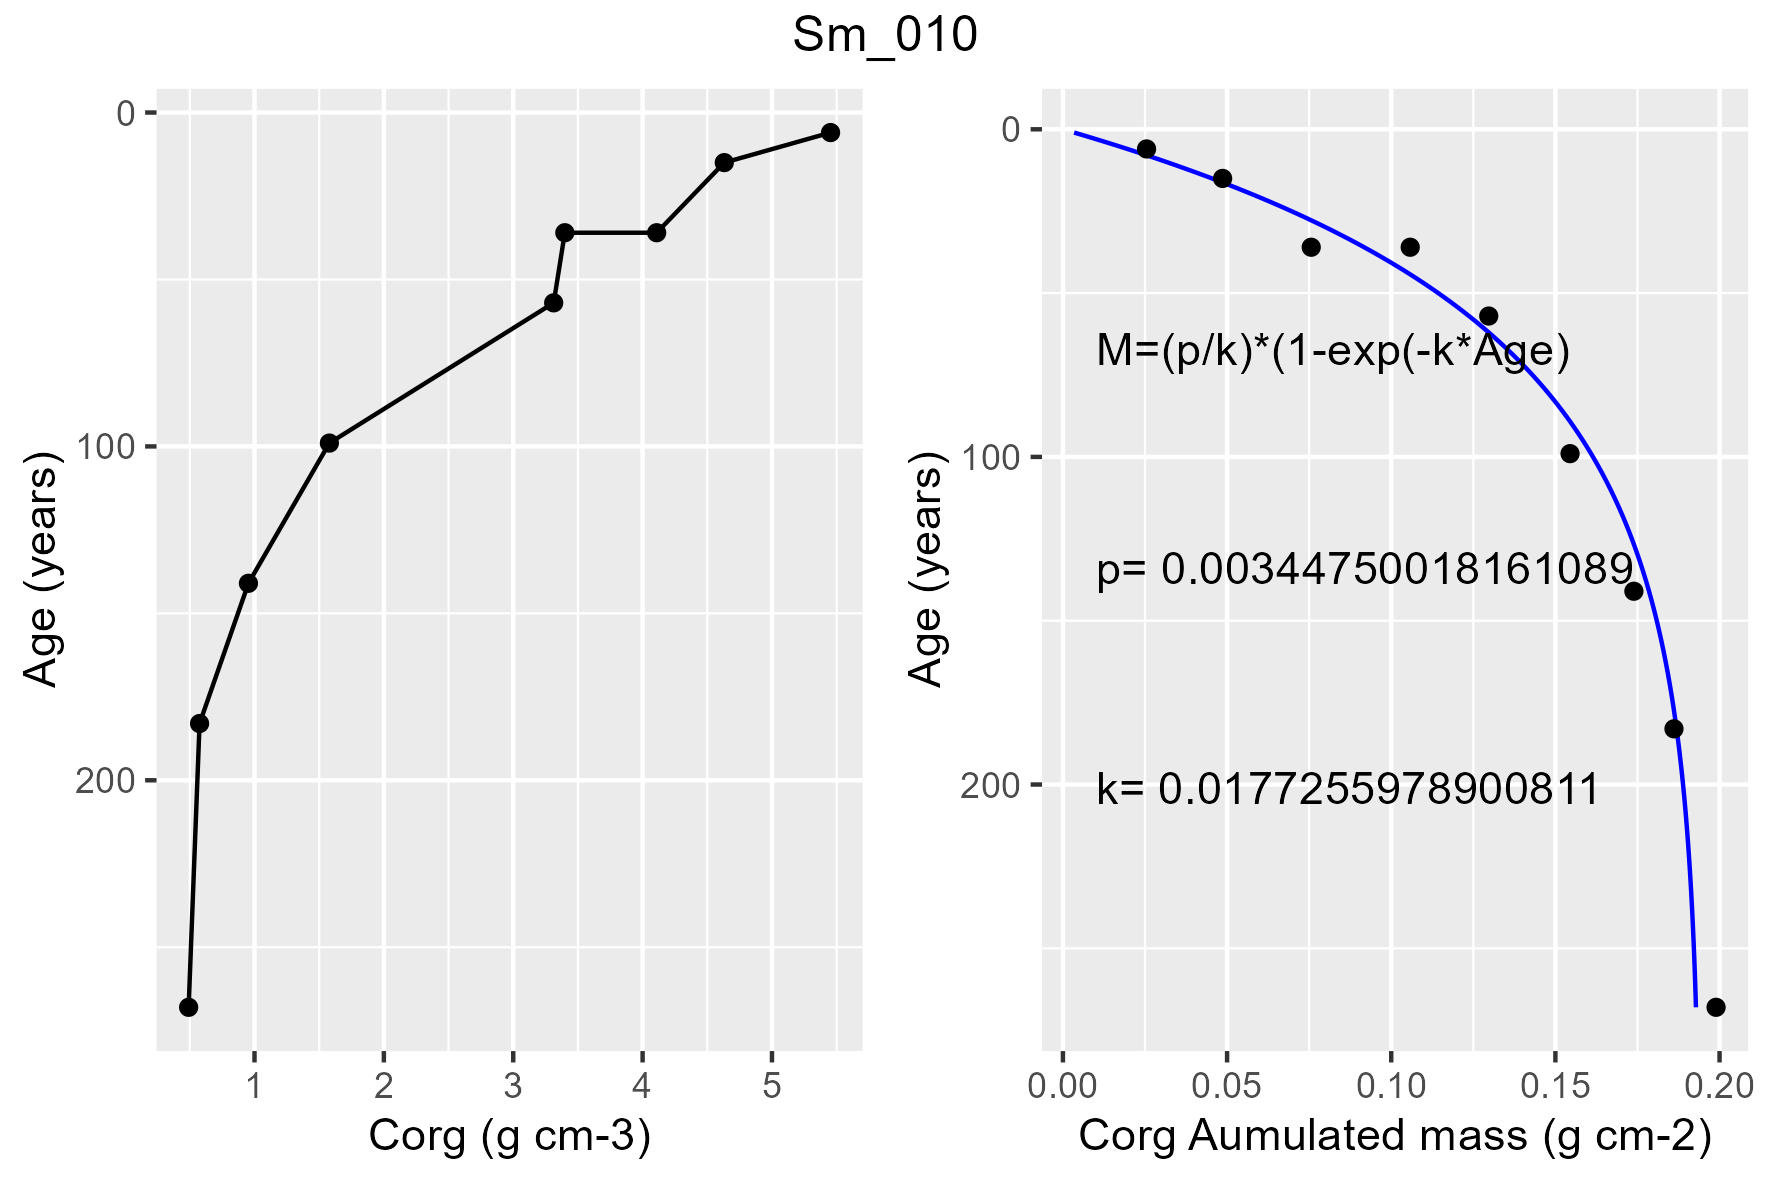 Sm_010
0
100
200
Age (years)
1 2 3 4 5
Corg (g cm-3)
0
100
200
Age (years)
M=(p/k)*(1-exp(-k*Age)
p= 0.00344750018161089
k= 0.0177255978900811
0.00 0.05 0.10 0.15 0.20
Corg Aumulated mass (g cm-2)